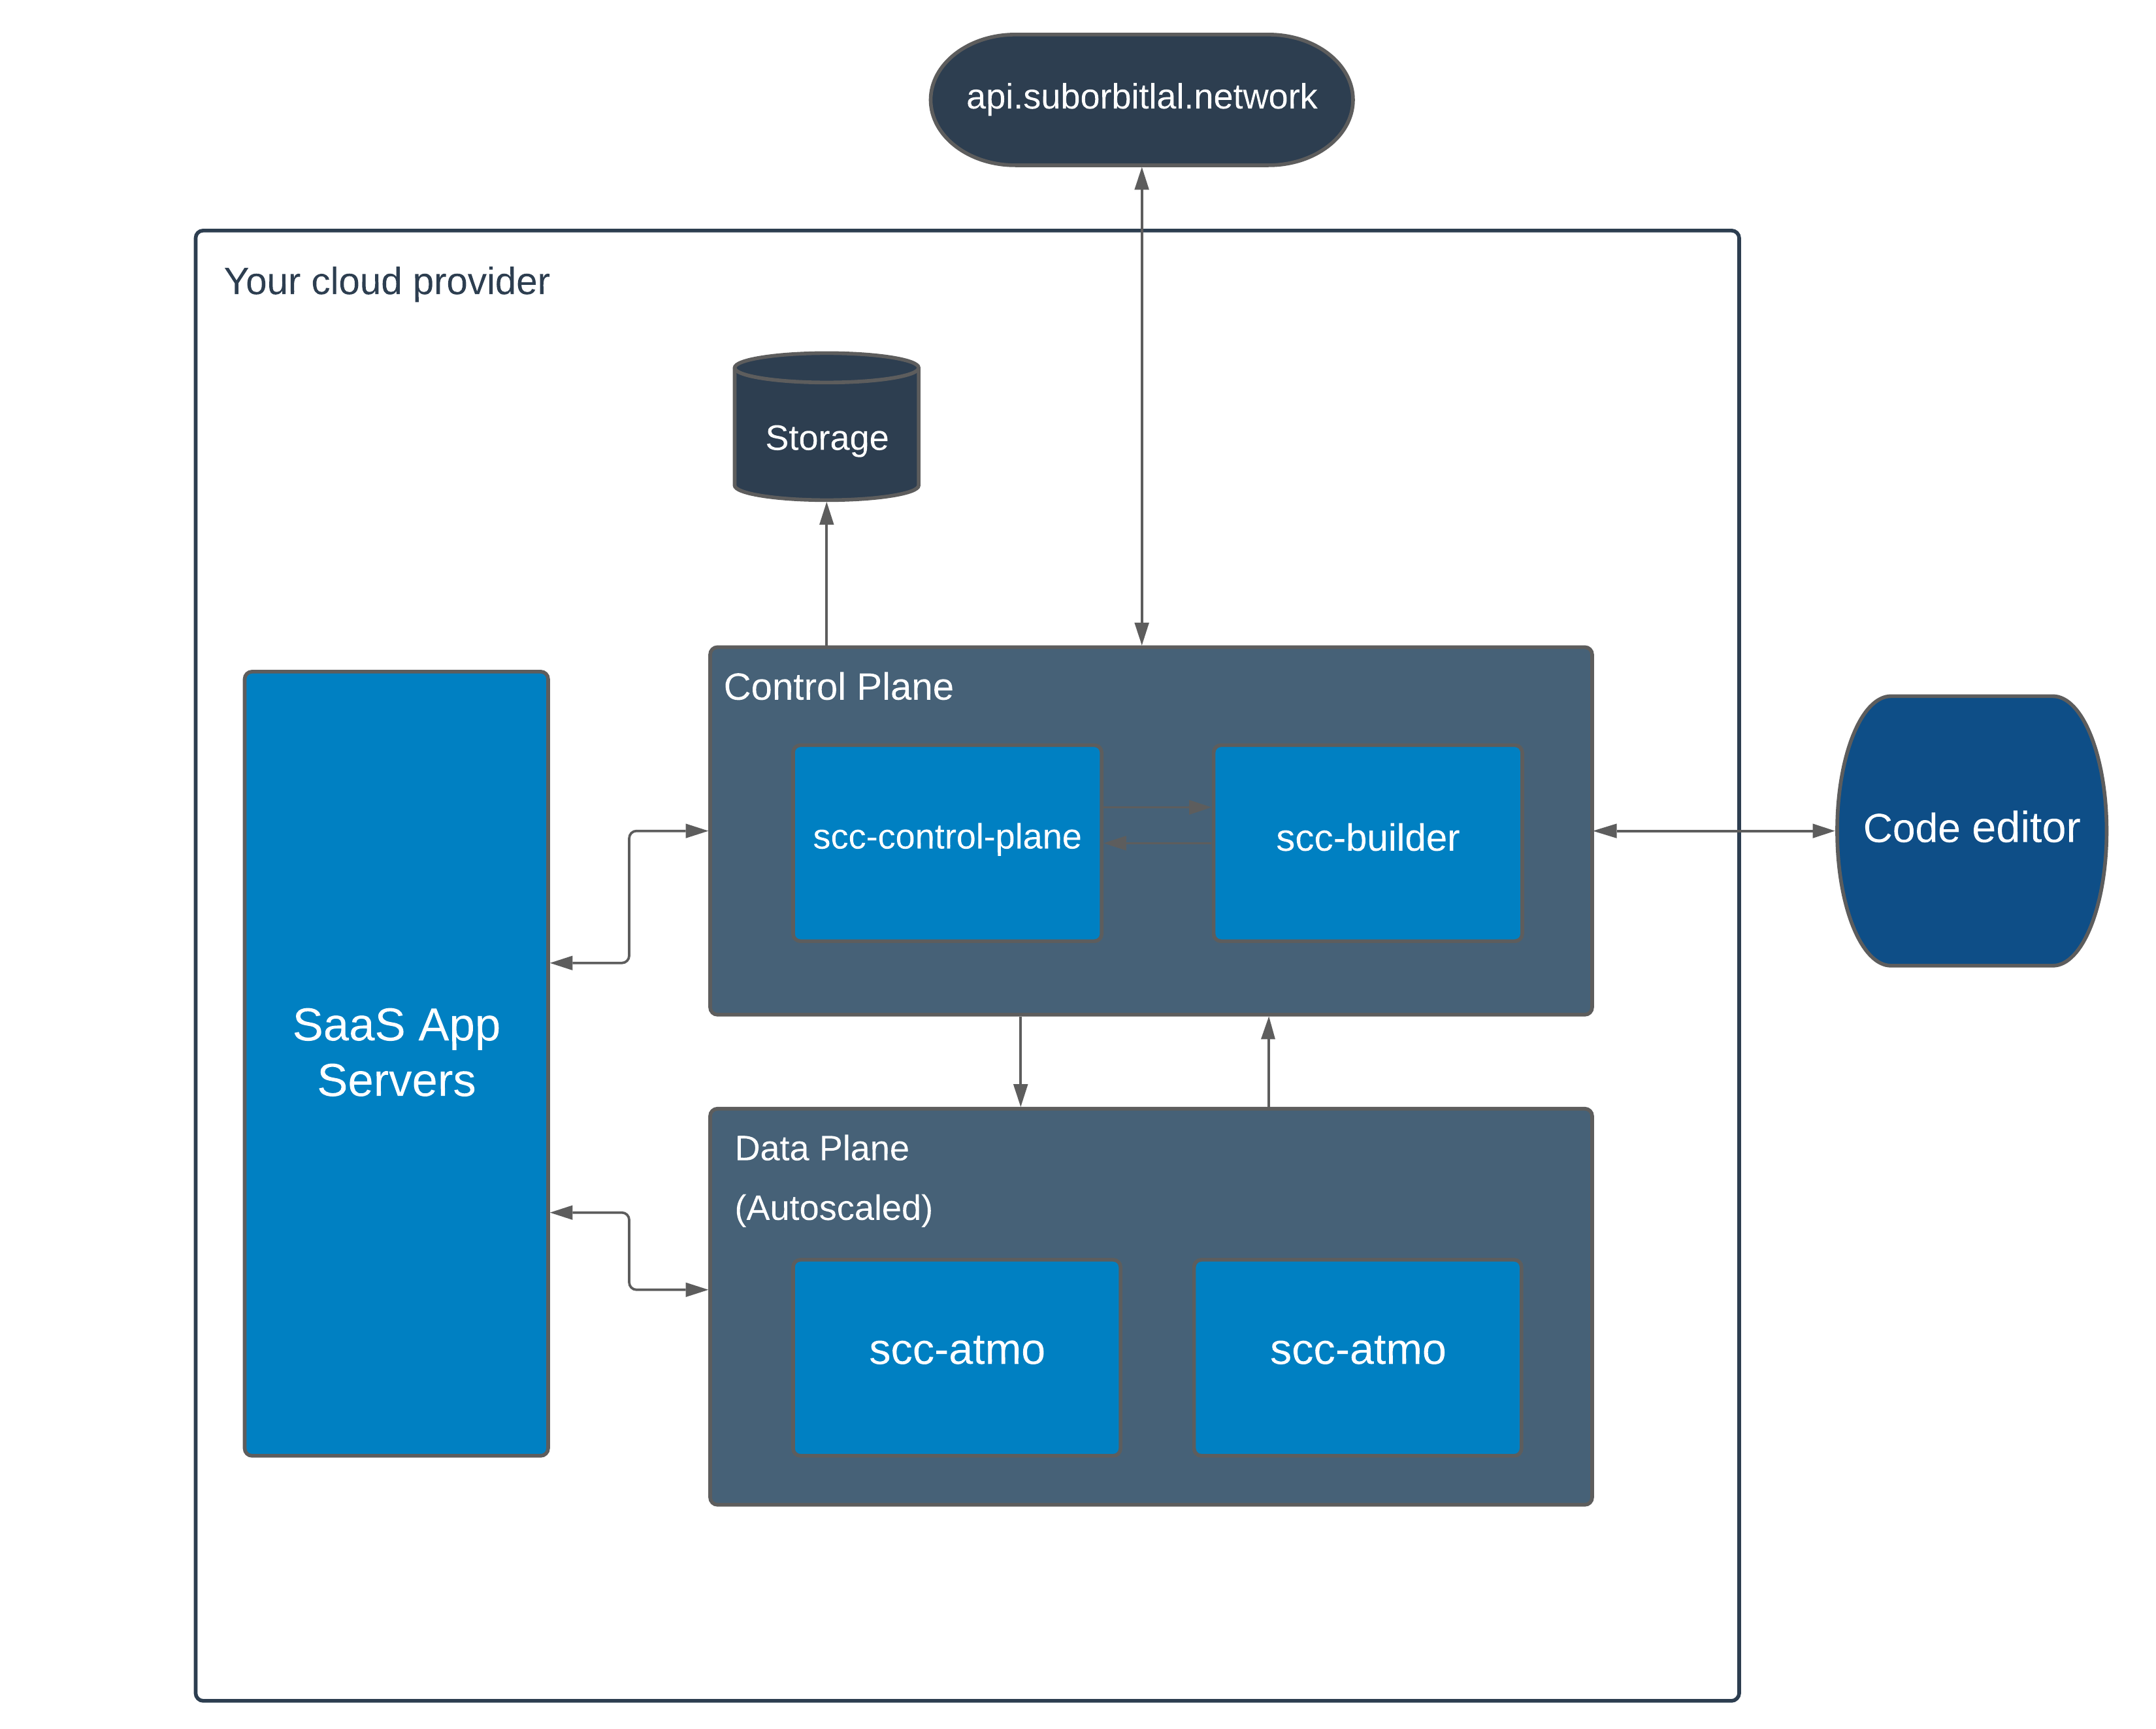 api.suborbitlal.network
Your cloud provider
Storage
Control Plane
scc-control-plane
scc-builder
Code editor
SaaS App
Servers
Data Plane
(Autoscaled)
scc-atmo
scc-atmo